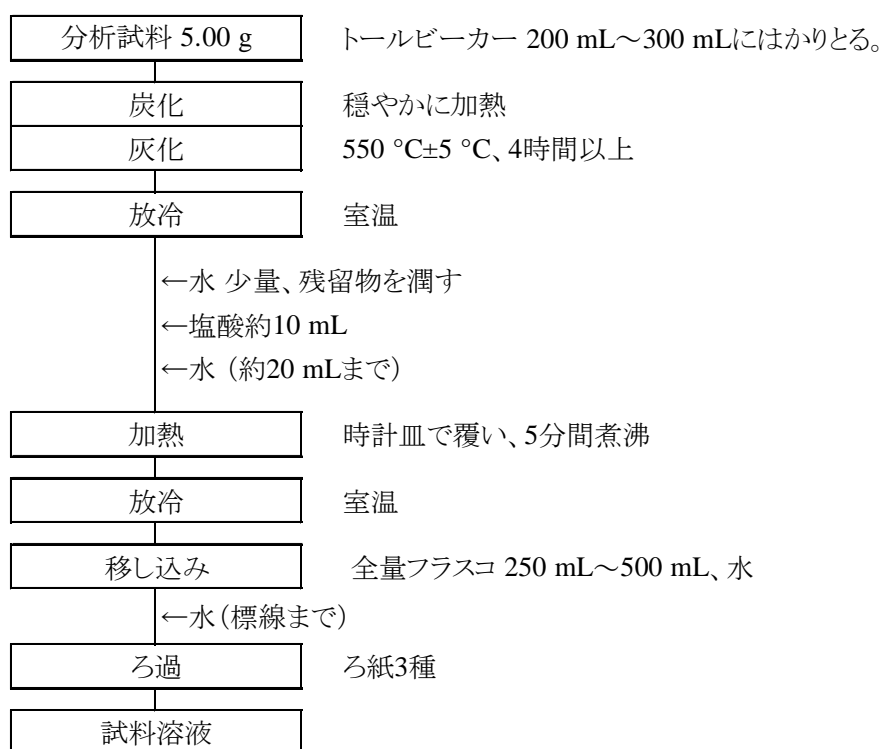 分析試料 5.00 g トールビーカー 200 mL～300 mLにはかりとる。
炭化 穏やかに加熱
灰化 550 °C±5 °C、4時間以上
放冷 室温
←水 少量、残留物を潤す
←塩酸約10 mL
←水（約20 mLまで）
加熱 時計皿で覆い、5分間煮沸
放冷 室温
移し込み 全量フラスコ 250 mL～500 mL、水
←水（標線まで）
ろ過 ろ紙3種
試料溶液